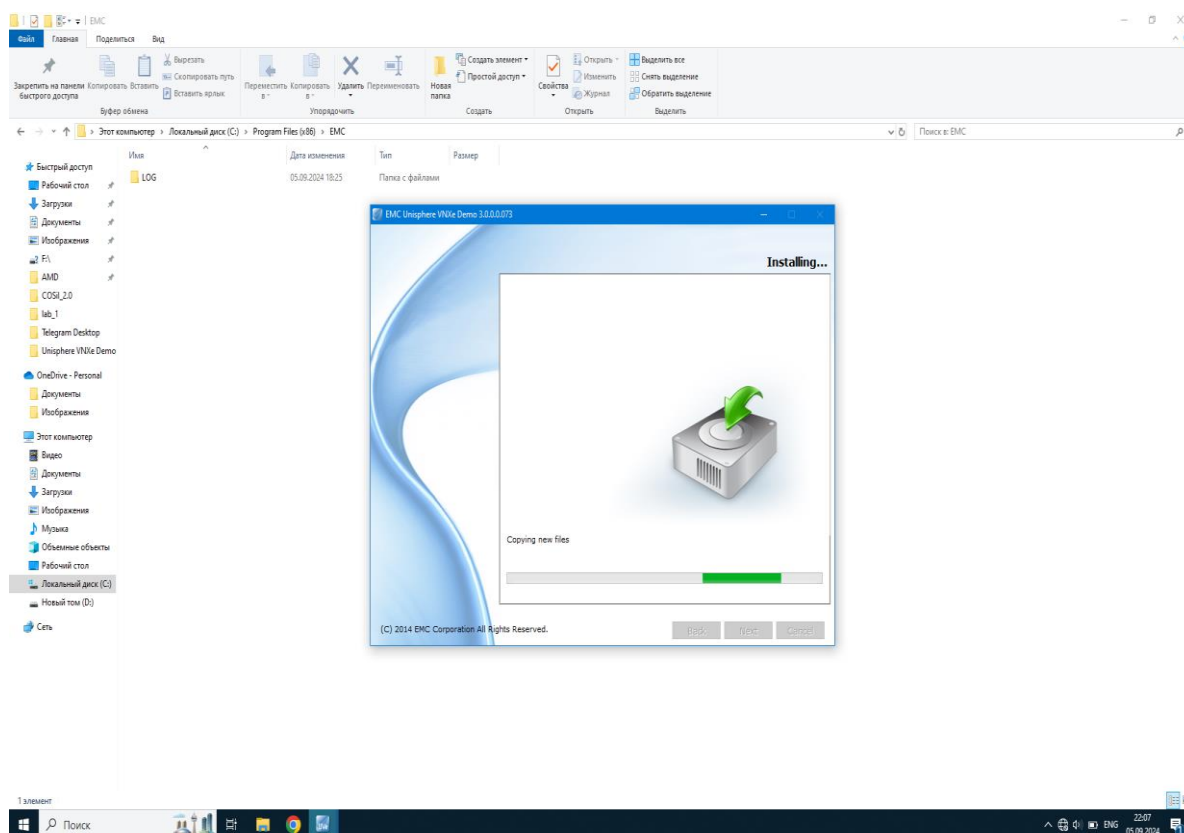 EMC
Файл Главная Поделиться Вид
Закрепить на панели быстрого доступа
Копировать
Вставить
Вырезать
Скопировать путь
Вставить ярлык
Буфер обмена
Переместить в
Копировать в
Удалить
Переименовать
Упорядочить
Новая папка
Создать элемент
Простой доступ
Создать
Свойства
Открыть
Изменить
Журнал
Открыть
Выделить все
Снять выделение
Обратить выделение
Выделить
Этот компьютер > Локальный диск (C:) > Program Files (x86) > EMC
Поиск в: EMC
Имя Дата изменения Тип Размер
LOG 05.09.2024 18:25 Папка с файлами
Быстрый доступ
Рабочий стол
Загрузки
Документы
Изображения
F:\
AMD
COSiI_2.0
lab_1
Telegram Desktop
Unisphere VNXe Demo
OneDrive - Personal
Документы
Изображения
Этот компьютер
Видео
Документы
Загрузки
Изображения
Музыка
Объемные объекты
Рабочий стол
Локальный диск (C:)
Новый том (D:)
Сеть
EMC Unisphere VNXe Demo 3.0.0.0.073
Installing...
Copying new files
(C) 2014 EMC Corporation All Rights Reserved.
Back Next Cancel
1 элемент
Поиск
ENG
22:07
05.09.2024